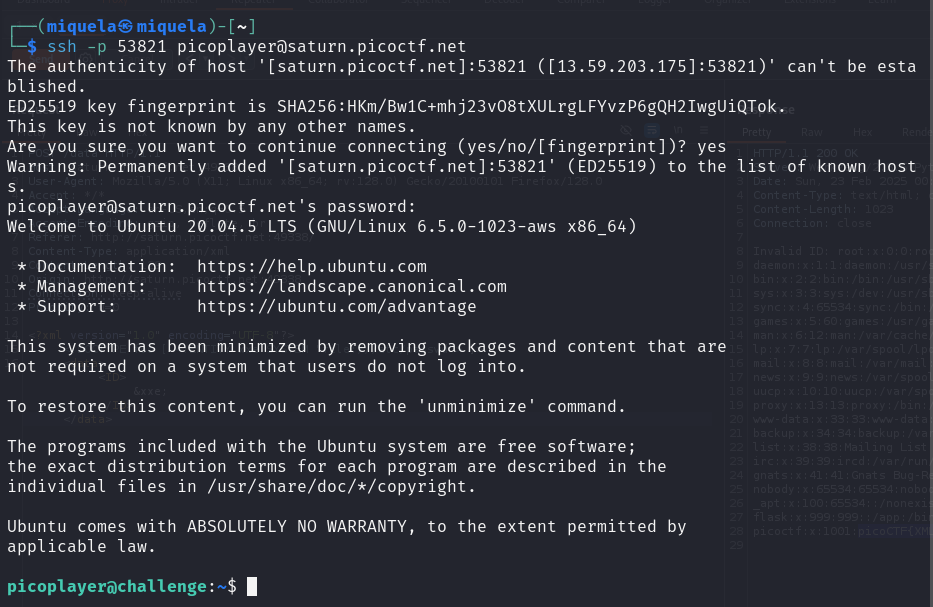 ┌──(miquela㉿miquela)-[~]
└─$ ssh -p 53821 picoplayer@saturn.picoctf.net
The authenticity of host '[saturn.picoctf.net]:53821 ([13.59.203.175]:53821)' can't be esta
blished.
ED25519 key fingerprint is SHA256:HKm/Bw1C+mhj23vO8tXULrgLFYvzP6gQH2IwgUiQTok.
This key is not known by any other names.
Are you sure you want to continue connecting (yes/no/[fingerprint])? yes
Warning: Permanently added '[saturn.picoctf.net]:53821' (ED25519) to the list of known host
s.
picoplayer@saturn.picoctf.net's password:
Welcome to Ubuntu 20.04.5 LTS (GNU/Linux 6.5.0-1023-aws x86_64)
* Documentation:  https://help.ubuntu.com
* Management:     https://landscape.canonical.com
* Support:        https://ubuntu.com/advantage
This system has been minimized by removing packages and content that are
not required on a system that users do not log into.
To restore this content, you can run the 'unminimize' command.
The programs included with the Ubuntu system are free software;
the exact distribution terms for each program are described in the
individual files in /usr/share/doc/*/copyright.
Ubuntu comes with ABSOLUTELY NO WARRANTY, to the extent permitted by
applicable law.
picoplayer@challenge:~$